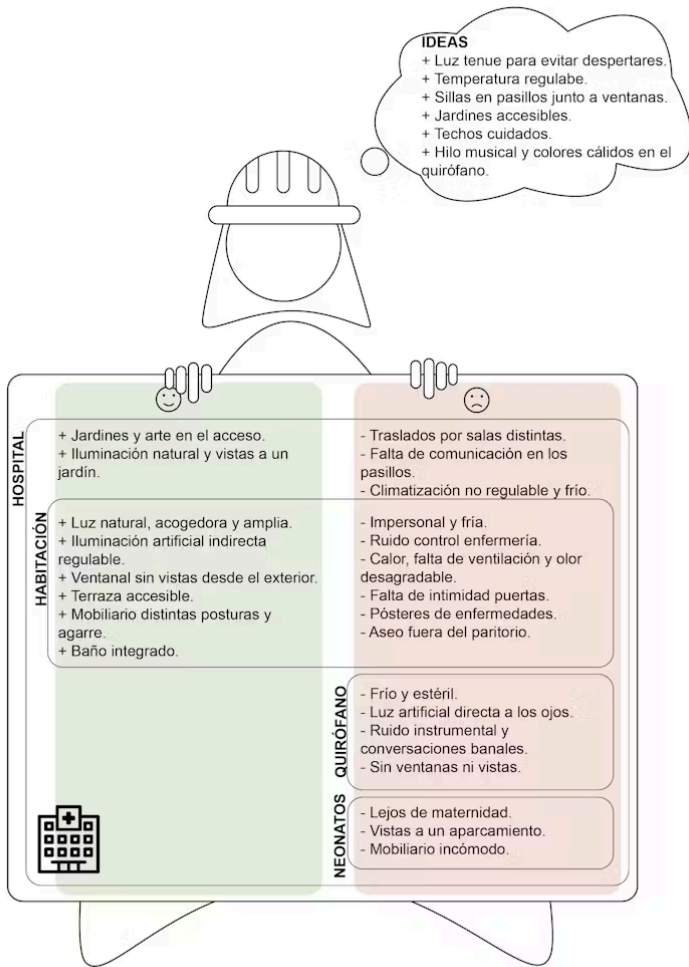 IDEAS
+ Luz tenue para evitar despertares.
+ Temperatura regulabe.
+ Sillas en pasillos junto a ventanas.
+ Jardines accesibles.
+ Techos cuidados.
+ Hilo musical y colores cálidos en el
quirófano.
HOSPITAL
+ Jardines y arte en el acceso.
+ Iluminación natural y vistas a un
jardín.
- Traslados por salas distintas.
- Falta de comunicación en los
pasillos.
- Climatización no regulable y frío.
HABITACIÓN
+ Luz natural, acogedora y amplia.
+ Iluminación artificial indirecta
regulable.
+ Ventanal sin vistas desde el exterior.
+ Terraza accesible.
+ Mobiliario distintas posturas y
agarre.
+ Baño integrado.
- Impersonal y fría.
- Ruido control enfermería.
- Calor, falta de ventilación y olor
desagradable.
- Falta de intimidad puertas.
- Pósteres de enfermedades.
- Aseo fuera del paritorio.
QUIRÓFANO
- Frío y estéril.
- Luz artificial directa a los ojos.
- Ruido instrumental y
conversaciones banales.
- Sin ventanas ni vistas.
NEONATOS
- Lejos de maternidad.
- Vistas a un aparcamiento.
- Mobiliario incómodo.